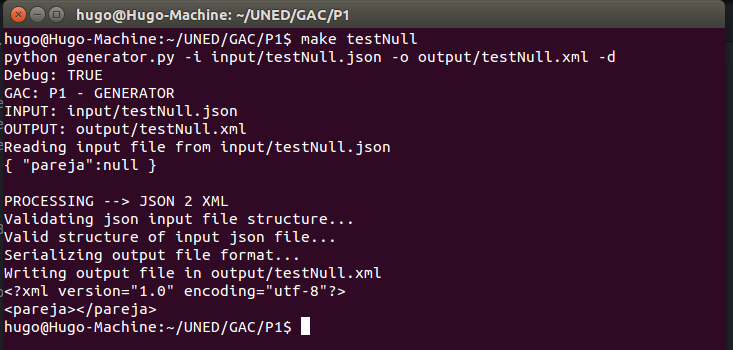 hugo@Hugo-Machine: ~/UNED/GAC/P1
hugo@Hugo-Machine:~/UNED/GAC/P1$ make testNull
python generator.py -i input/testNull.json -o output/testNull.xml -d
Debug: TRUE
GAC: P1 - GENERATOR
INPUT: input/testNull.json
OUTPUT: output/testNull.xml
Reading input file from input/testNull.json
{ "pareja":null }
PROCESSING --> JSON 2 XML
Validating json input file structure...
Valid structure of input json file...
Serializing output file format...
Writing output file in output/testNull.xml
<?xml version="1.0" encoding="utf-8"?>
<pareja></pareja>
hugo@Hugo-Machine:~/UNED/GAC/P1$